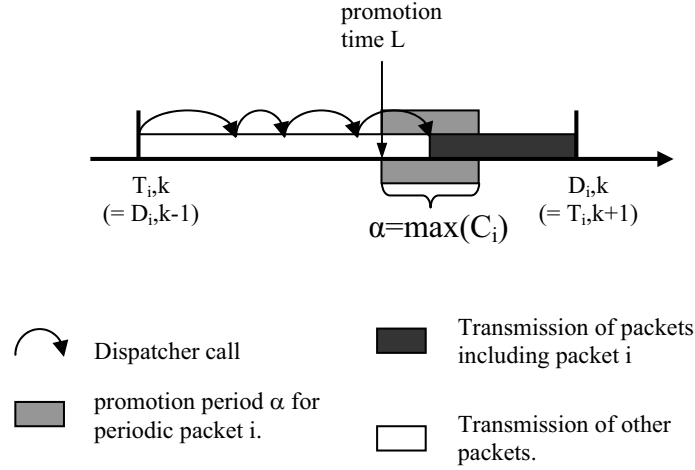 promotion
time L
T_i,k
(= D_i,k-1)
D_i,k
(= T_i,k+1)
α=max(C_i)
Dispatcher call
promotion period α for
periodic packet i.
Transmission of packets
including packet i
Transmission of other
packets.